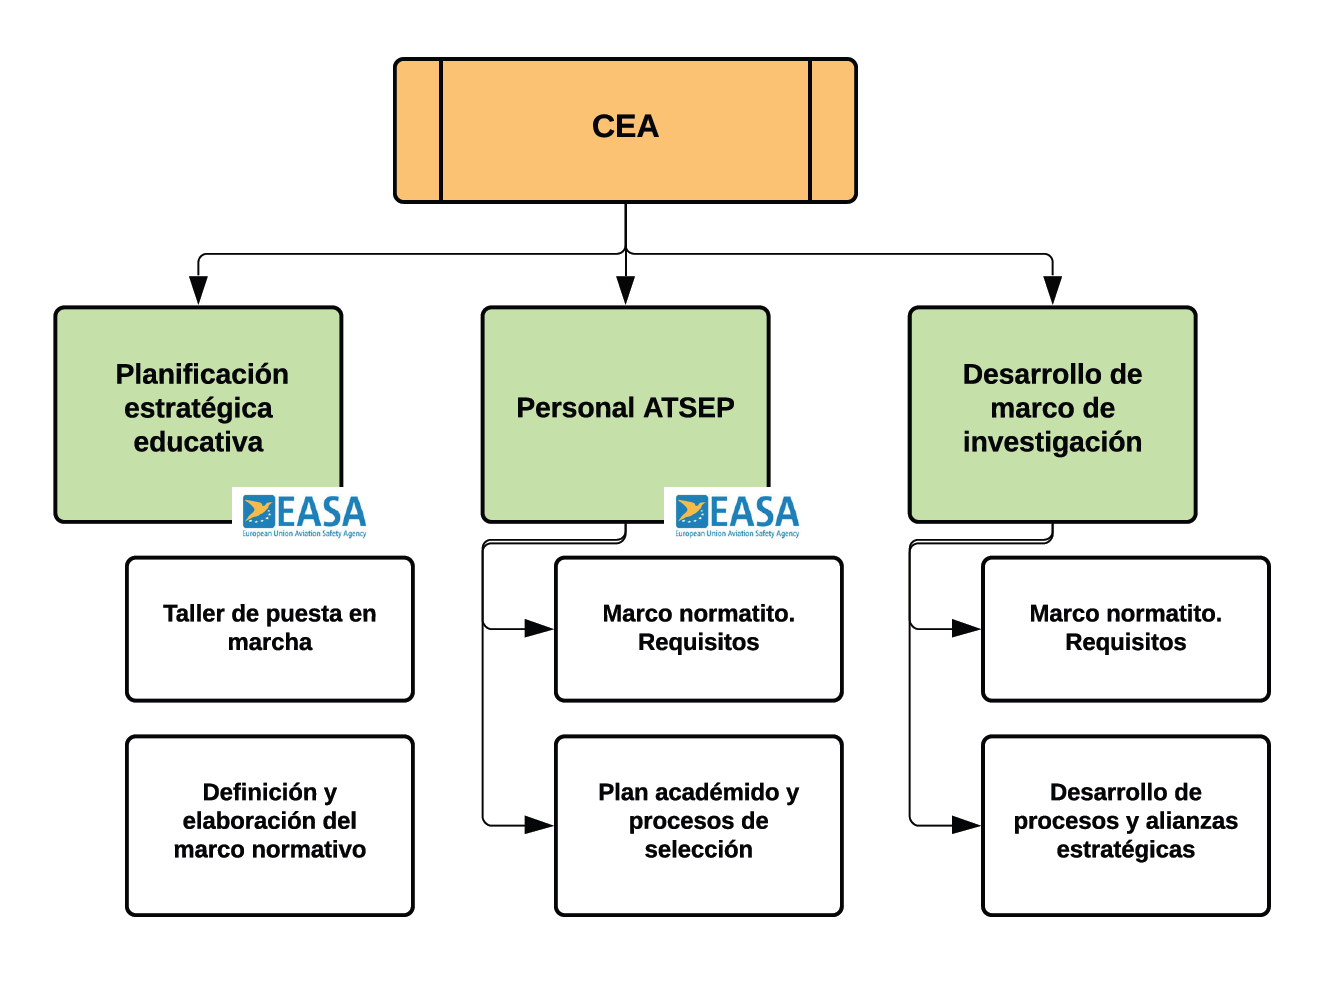 CEA
Planificación
estratégica
educativa
EASA
European Union Aviation Safety Agency
Personal ATSEP
EASA
European Union Aviation Safety Agency
Desarrollo de
marco de
investigación
Taller de puesta en
marcha
Marco normatito.
Requisitos
Marco normatito.
Requisitos
Definición y
elaboración del
marco normativo
Plan académido y
procesos de
selección
Desarrollo de
procesos y alianzas
estratégicas